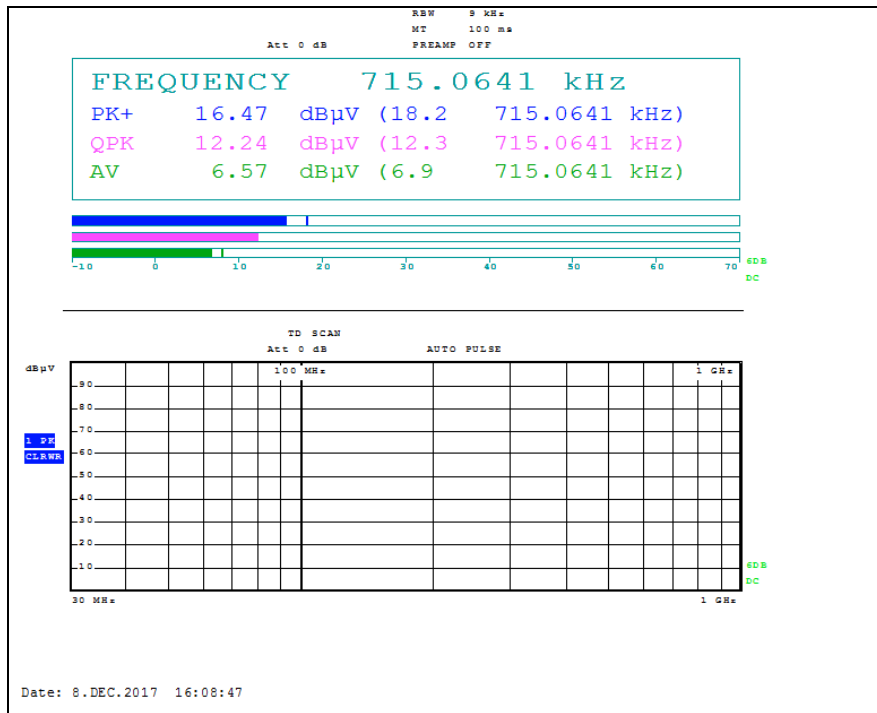 RBW 9 kHz
MT 100 ms
Att 0 dB PREAMP OFF
FREQUENCY 715.0641 kHz
PK+ 16.47 dBµV (18.2 715.0641 kHz)
QPK 12.24 dBµV (12.3 715.0641 kHz)
AV 6.57 dBµV (6.9 715.0641 kHz)
-10 0 10 20 30 40 50 60 70
6DB
DC
TD SCAN
Att 0 dB AUTO PULSE
dBµV
100 MHz 1 GHz
90
80
70
1 PK
CLRWR
60
50
40
30
20
10
6DB
DC
30 MHz 1 GHz
Date: 8.DEC.2017 16:08:47